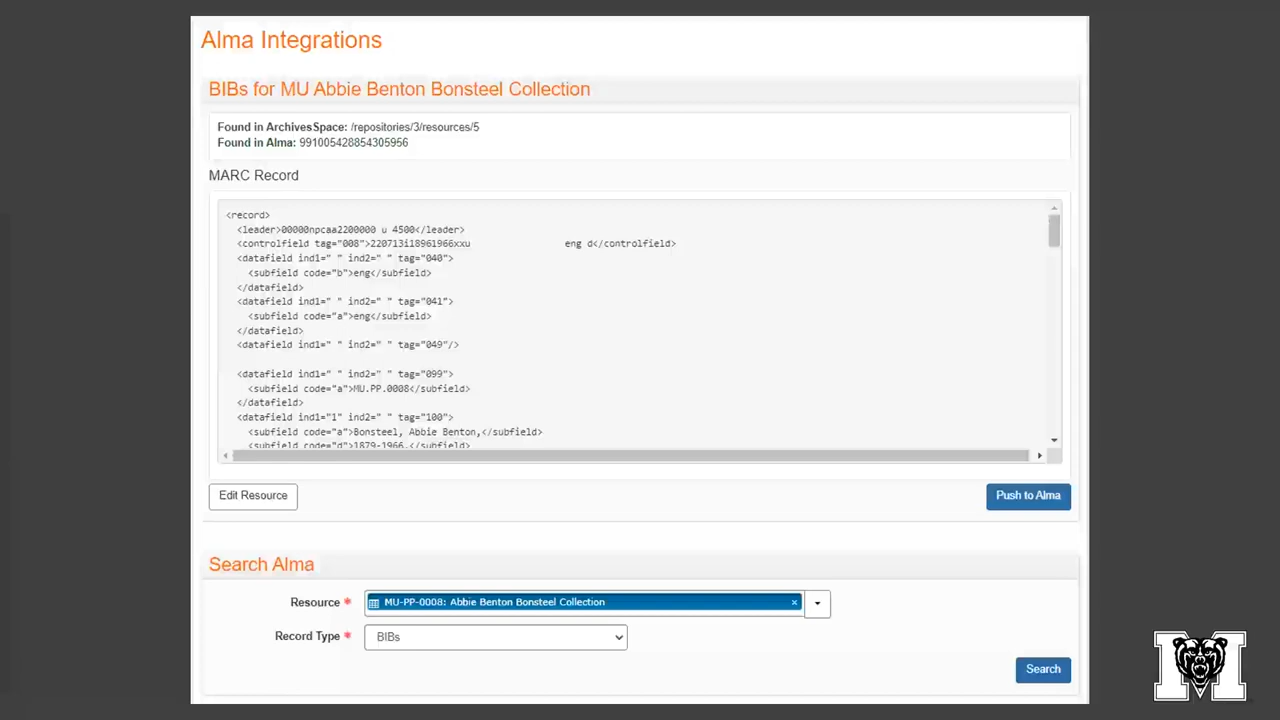 Alma Integrations
BIBs for MU Abbie Benton Bonsteel Collection
Found in ArchivesSpace: /repositories/3/resources/5
Found in Alma: 991005428854305956
MARC Record
<record>
<leader>00000npcaa2200000 u 4500</leader>
<controlfield tag="008">220713i18961966xxu                 eng d</controlfield>
<datafield ind1=" " ind2=" " tag="040">
<subfield code="b">eng</subfield>
</datafield>
<datafield ind1=" " ind2=" " tag="041">
<subfield code="a">eng</subfield>
</datafield>
<datafield ind1=" " ind2=" " tag="049"/>
<datafield ind1=" " ind2=" " tag="099">
<subfield code="a">MU.PP.0008</subfield>
</datafield>
<datafield ind1="1" ind2=" " tag="100">
<subfield code="a">Bonsteel, Abbie Benton,</subfield>
<subfield code="d">1879-1966.</subfield>
Edit Resource
Push to Alma
Search Alma
Resource *
MU-PP-0008: Abbie Benton Bonsteel Collection ×
Record Type *
BIBs
Search
M